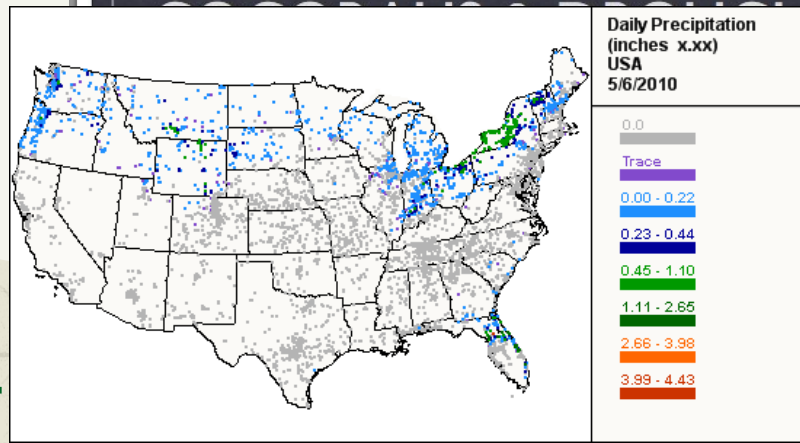 Daily Precipitation
(inches x.xx)
USA
5/6/2010
0.0
Trace
0.00 - 0.22
0.23 - 0.44
0.45 - 1.10
1.11 - 2.65
2.66 - 3.98
3.99 - 4.43